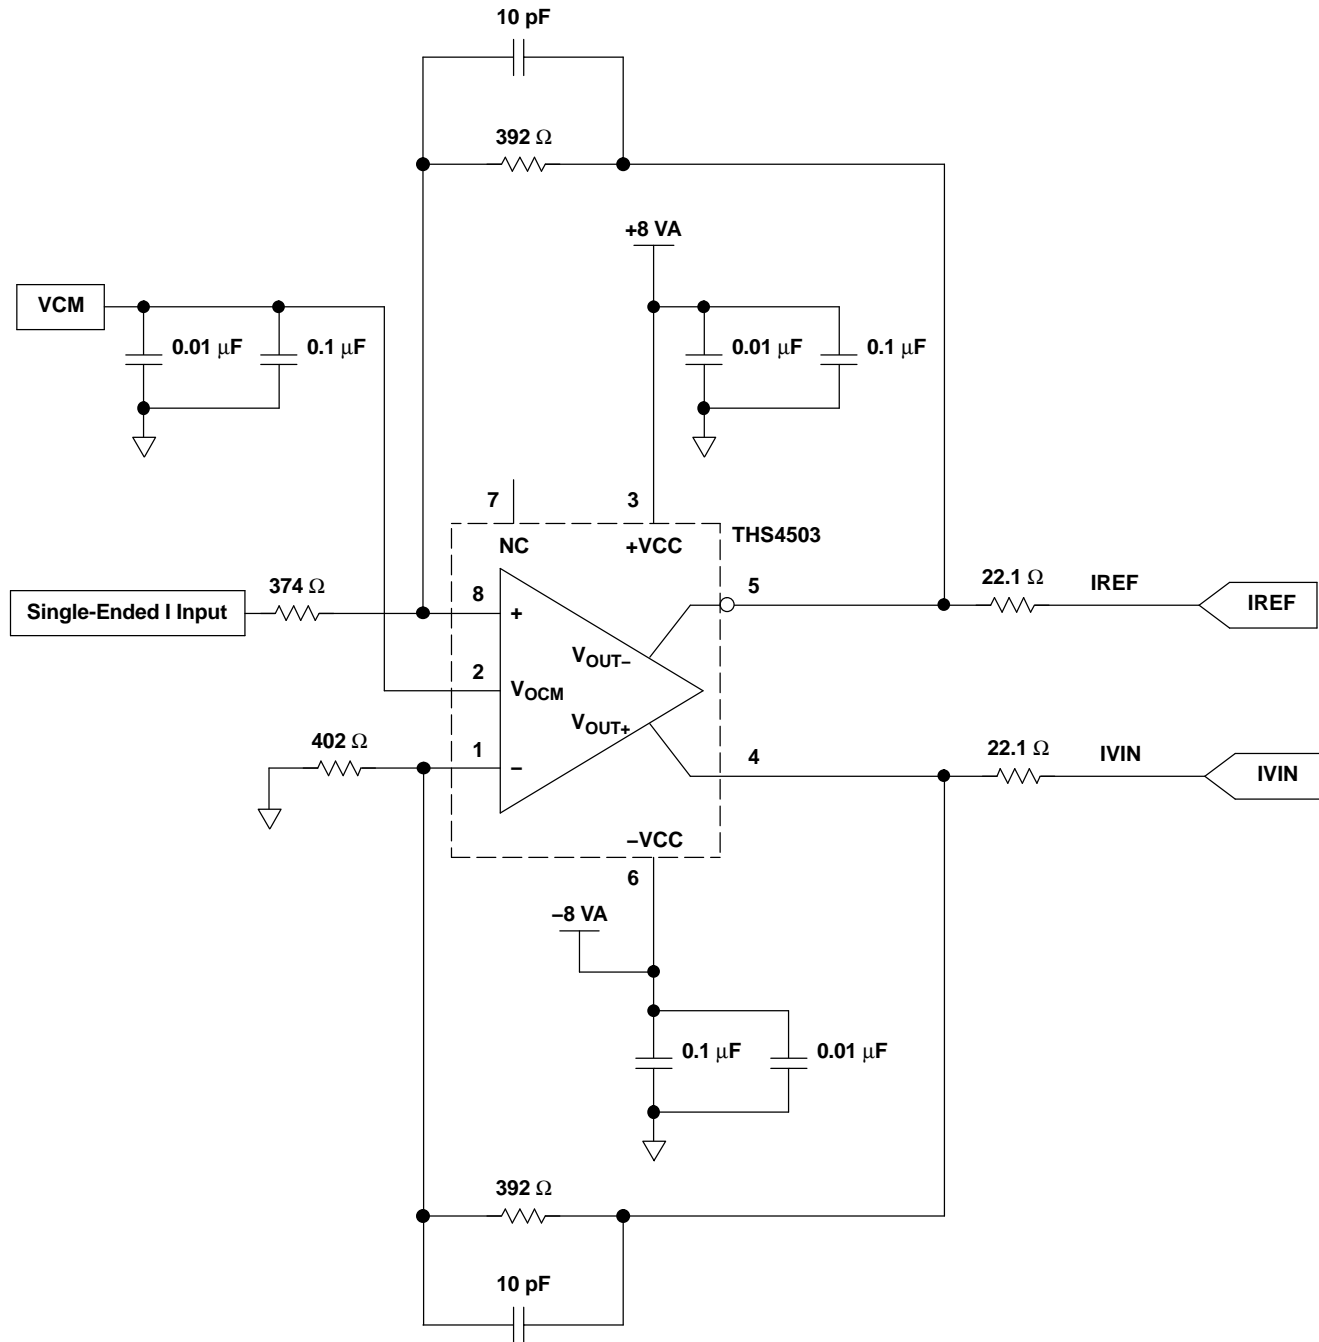 10 pF
392 Ω
+8 VA
VCM
0.01 μF
0.1 μF
0.01 μF
0.1 μF
7
3
THS4503
NC
+VCC
374 Ω
Single-Ended I Input
8
+
5
22.1 Ω
IREF
IREF
VOUT–
2
VOCM
VOUT+
402 Ω
1
–
4
22.1 Ω
IVIN
IVIN
–VCC
6
–8 VA
0.1 μF
0.01 μF
392 Ω
10 pF